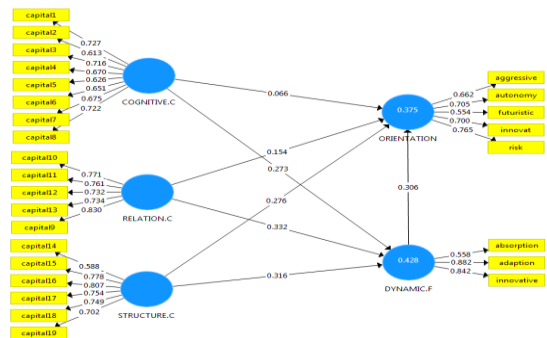 capital1
capital2
capital3
capital4
capital5
capital6
capital7
capital8
0.727
0.613
0.710
0.670
0.626
0.651
0.675
0.722
COGNITIVE.C
capital10
capital11
capital12
capital13
capital9
0.771
0.761
0.732
0.734
0.830
RELATION.C
capital14
capital15
capital16
capital17
capital18
capital19
0.588
0.778
0.807
0.754
0.749
0.702
STRUCTURE.C
0.066
0.154
0.273
0.276
0.332
0.316
0.306
0.375
ORIENTATION
0.662
0.705
0.554
0.700
0.765
aggressive
autonomy
futuristic
innovat
risk
0.428
DYNAMIC.F
0.558
0.882
0.842
absorption
adaption
innovative